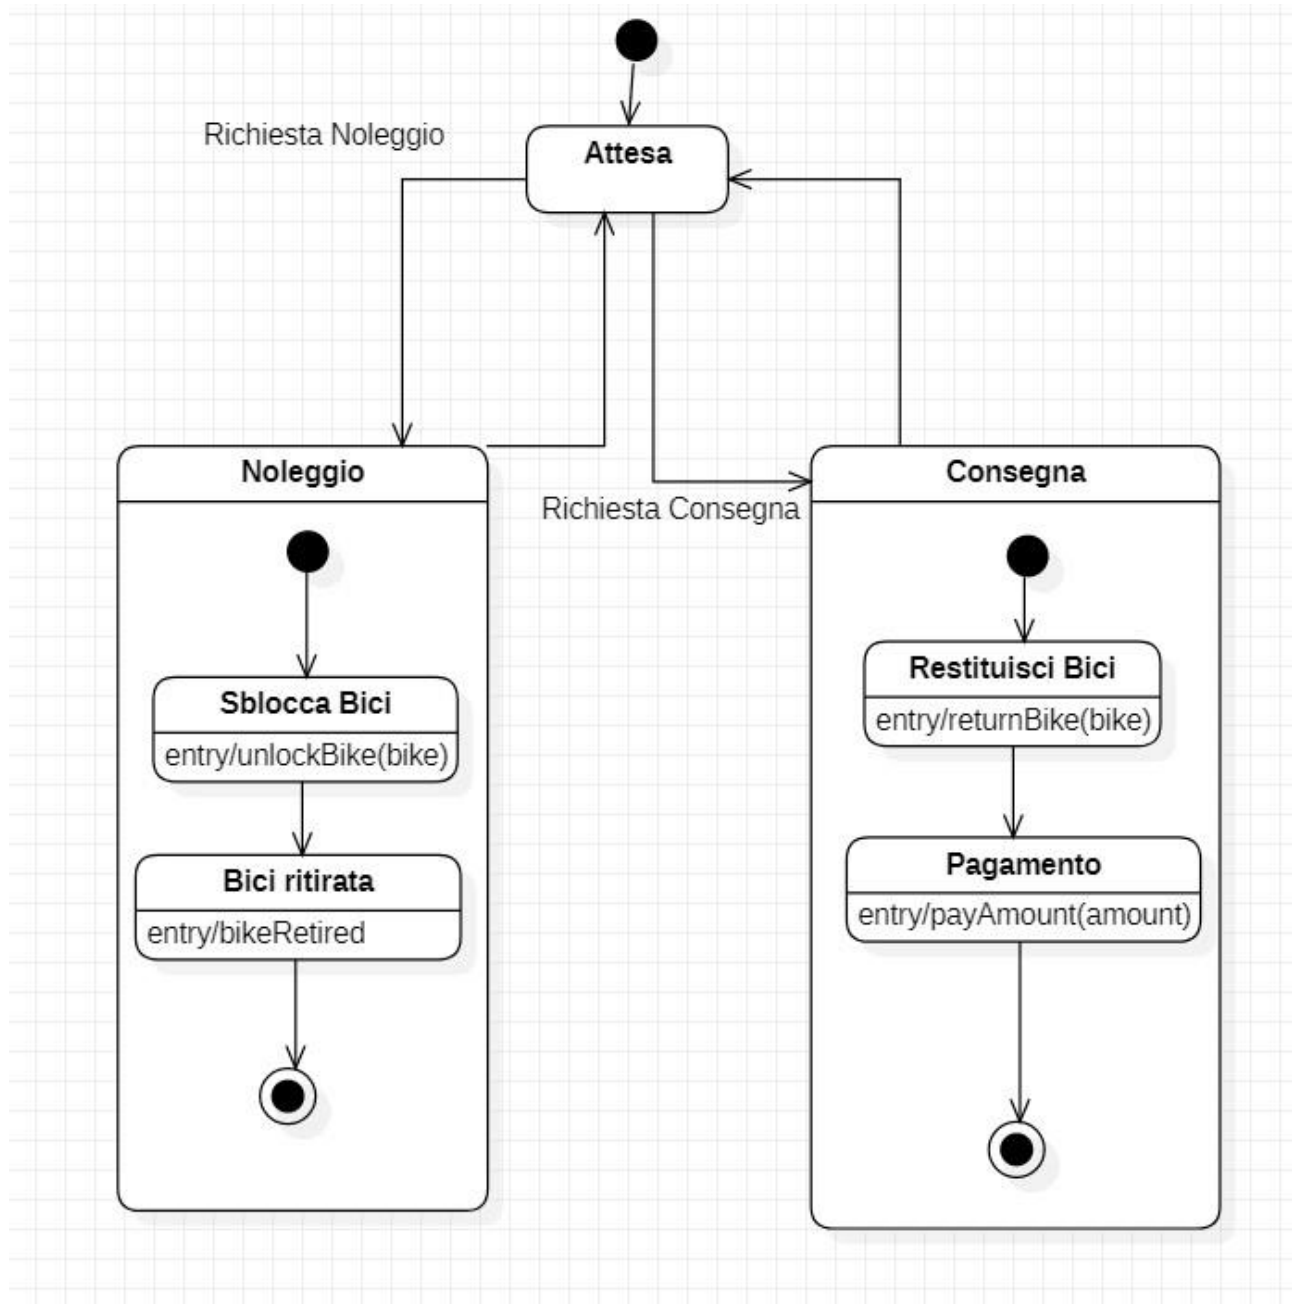 Richiesta Noleggio
Attesa
Noleggio
Richiesta Consegna
Consegna
Sblocca Bici
entry/unlockBike(bike)
Bici ritirata
entry/bikeRetired
Restituisci Bici
entry/returnBike(bike)
Pagamento
entry/payAmount(amount)